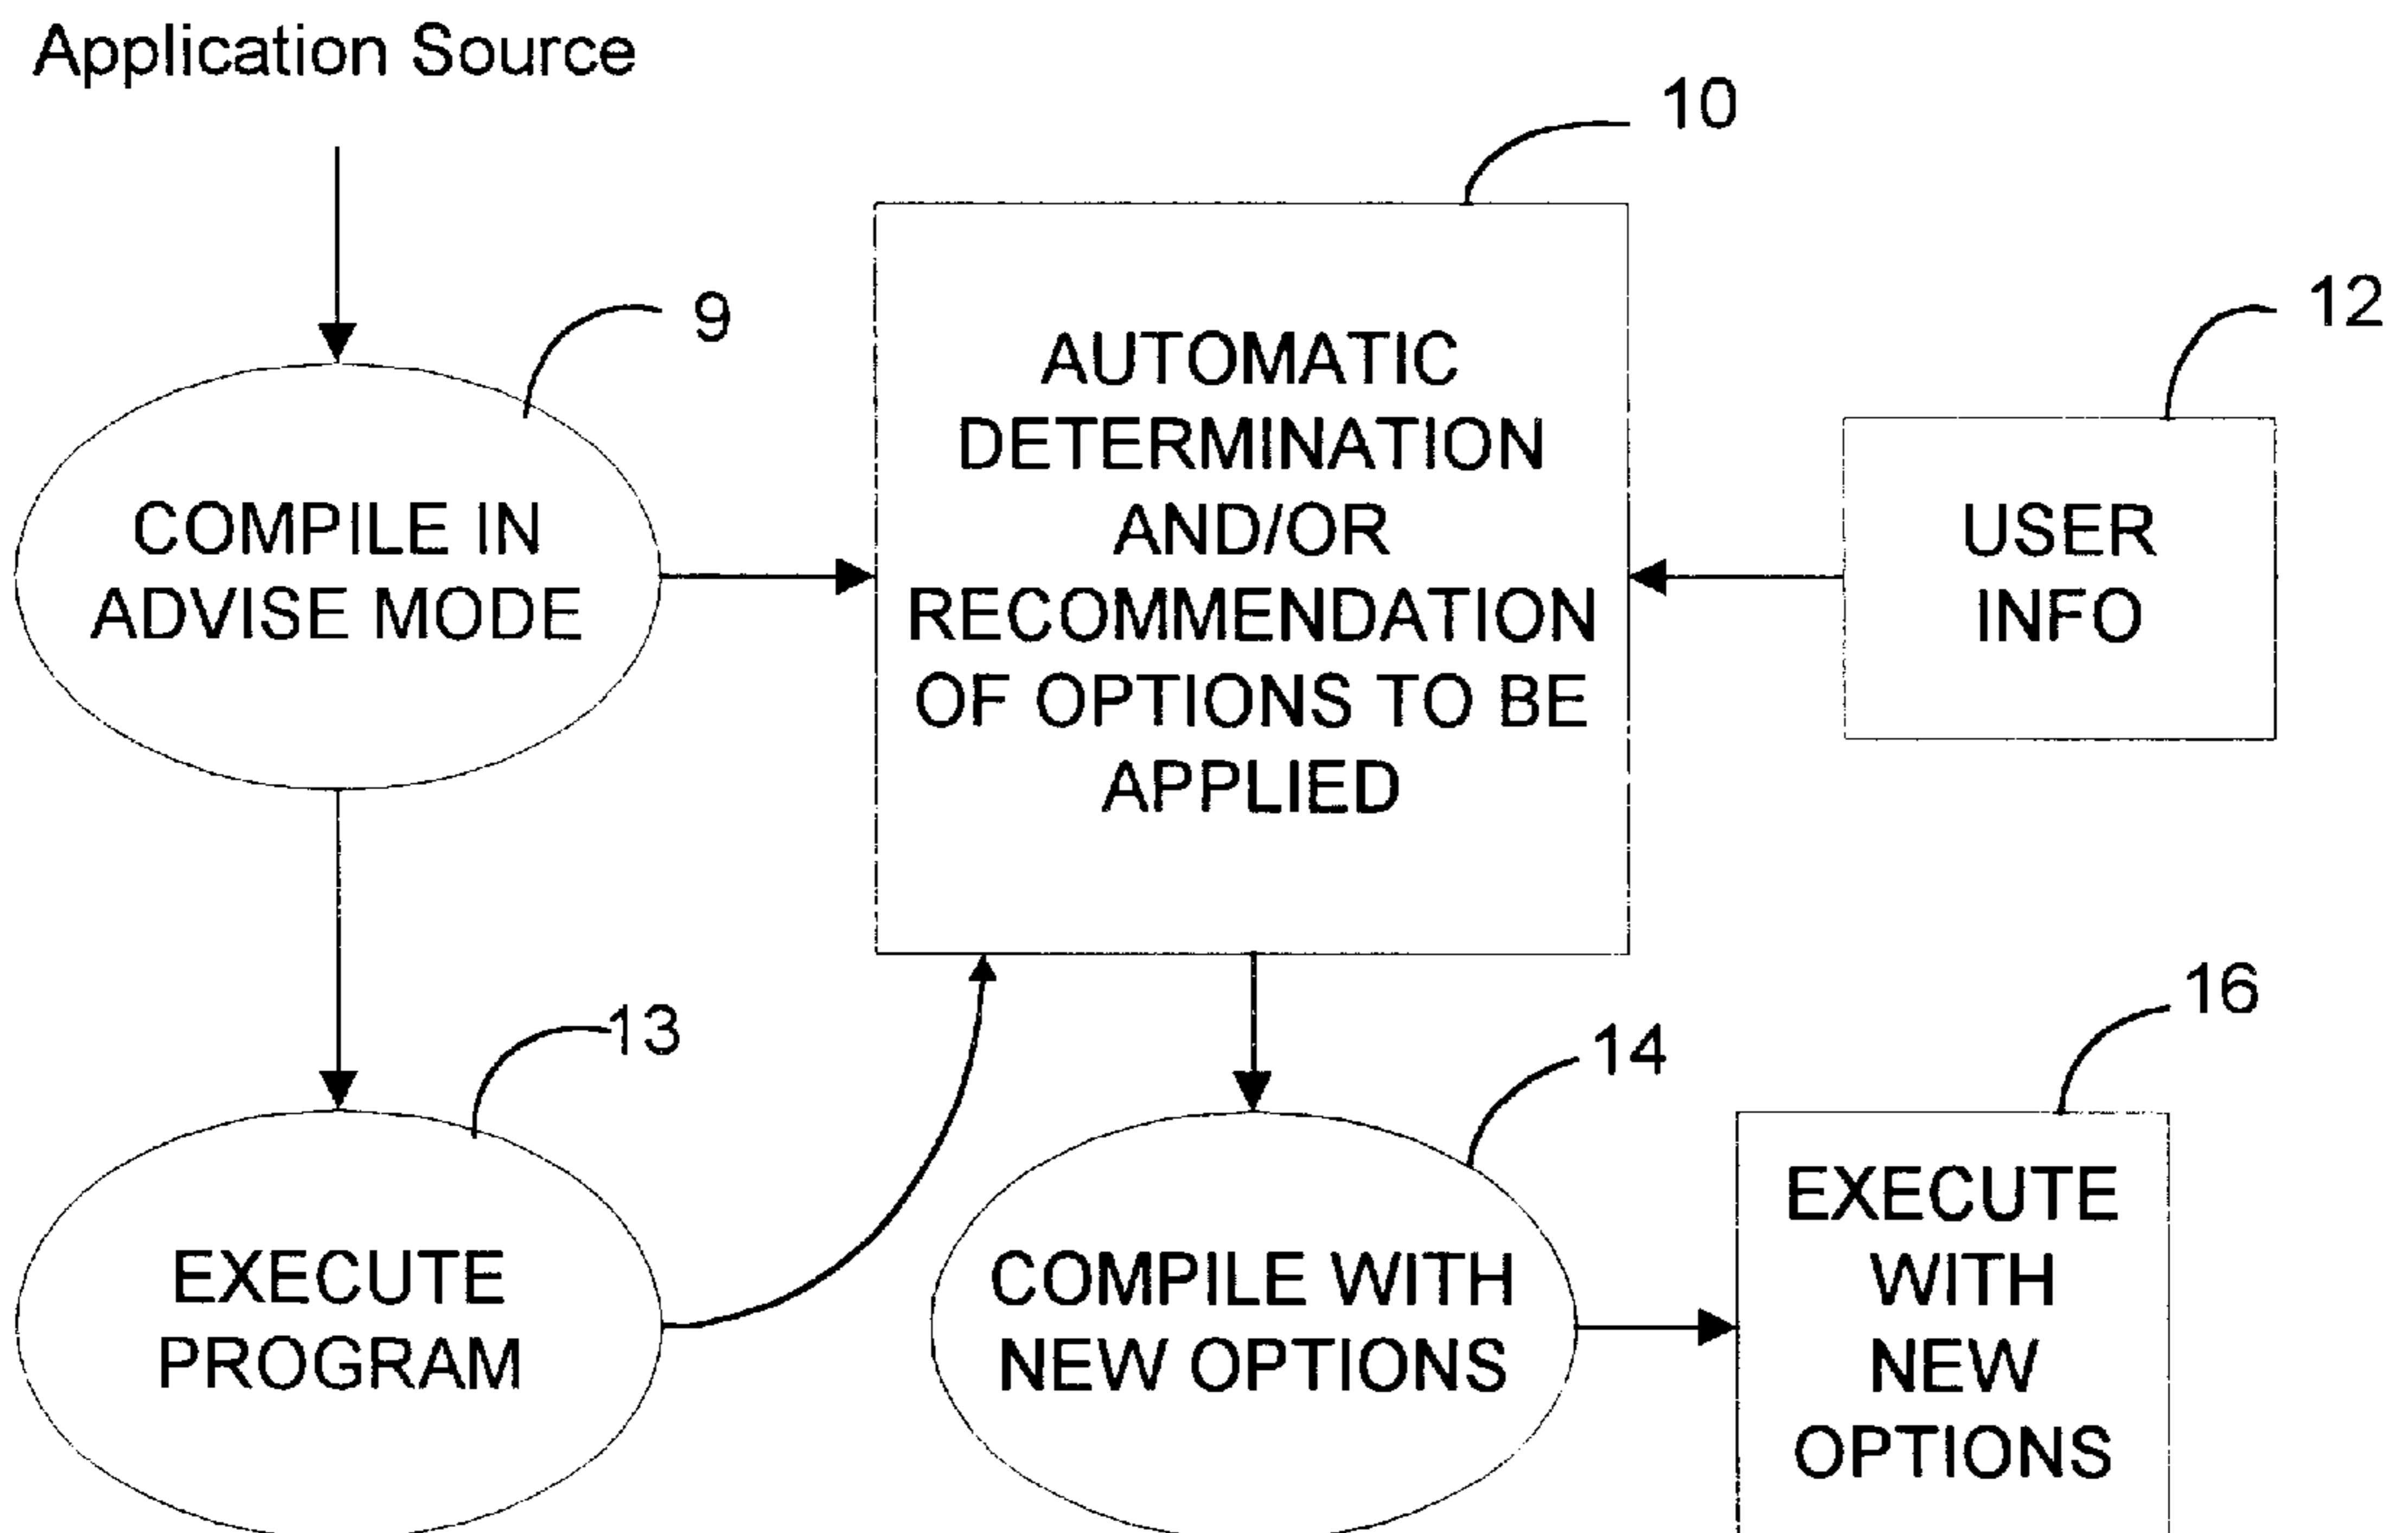 Application Source
10
9
12
AUTOMATIC
DETERMINATION
AND/OR
RECOMMENDATION
OF OPTIONS TO BE
APPLIED
COMPILE IN
ADVISE MODE
USER
INFO
13
14
16
EXECUTE
PROGRAM
COMPILE WITH
NEW OPTIONS
EXECUTE
WITH
NEW
OPTIONS